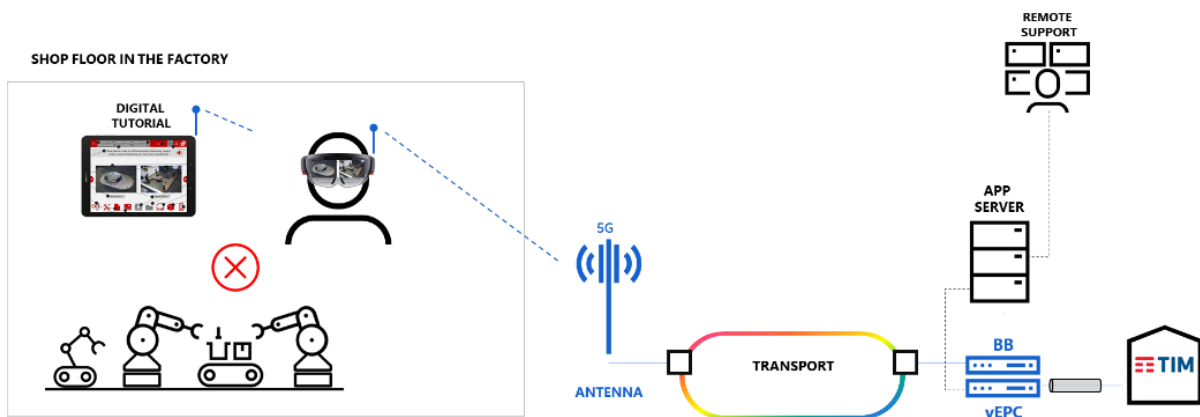 REMOTE
SUPPORT
SHOP FLOOR IN THE FACTORY
DIGITAL
TUTORIAL
APP
SERVER
5G
BB
TRANSPORT
TIM
ANTENNA
vEPC